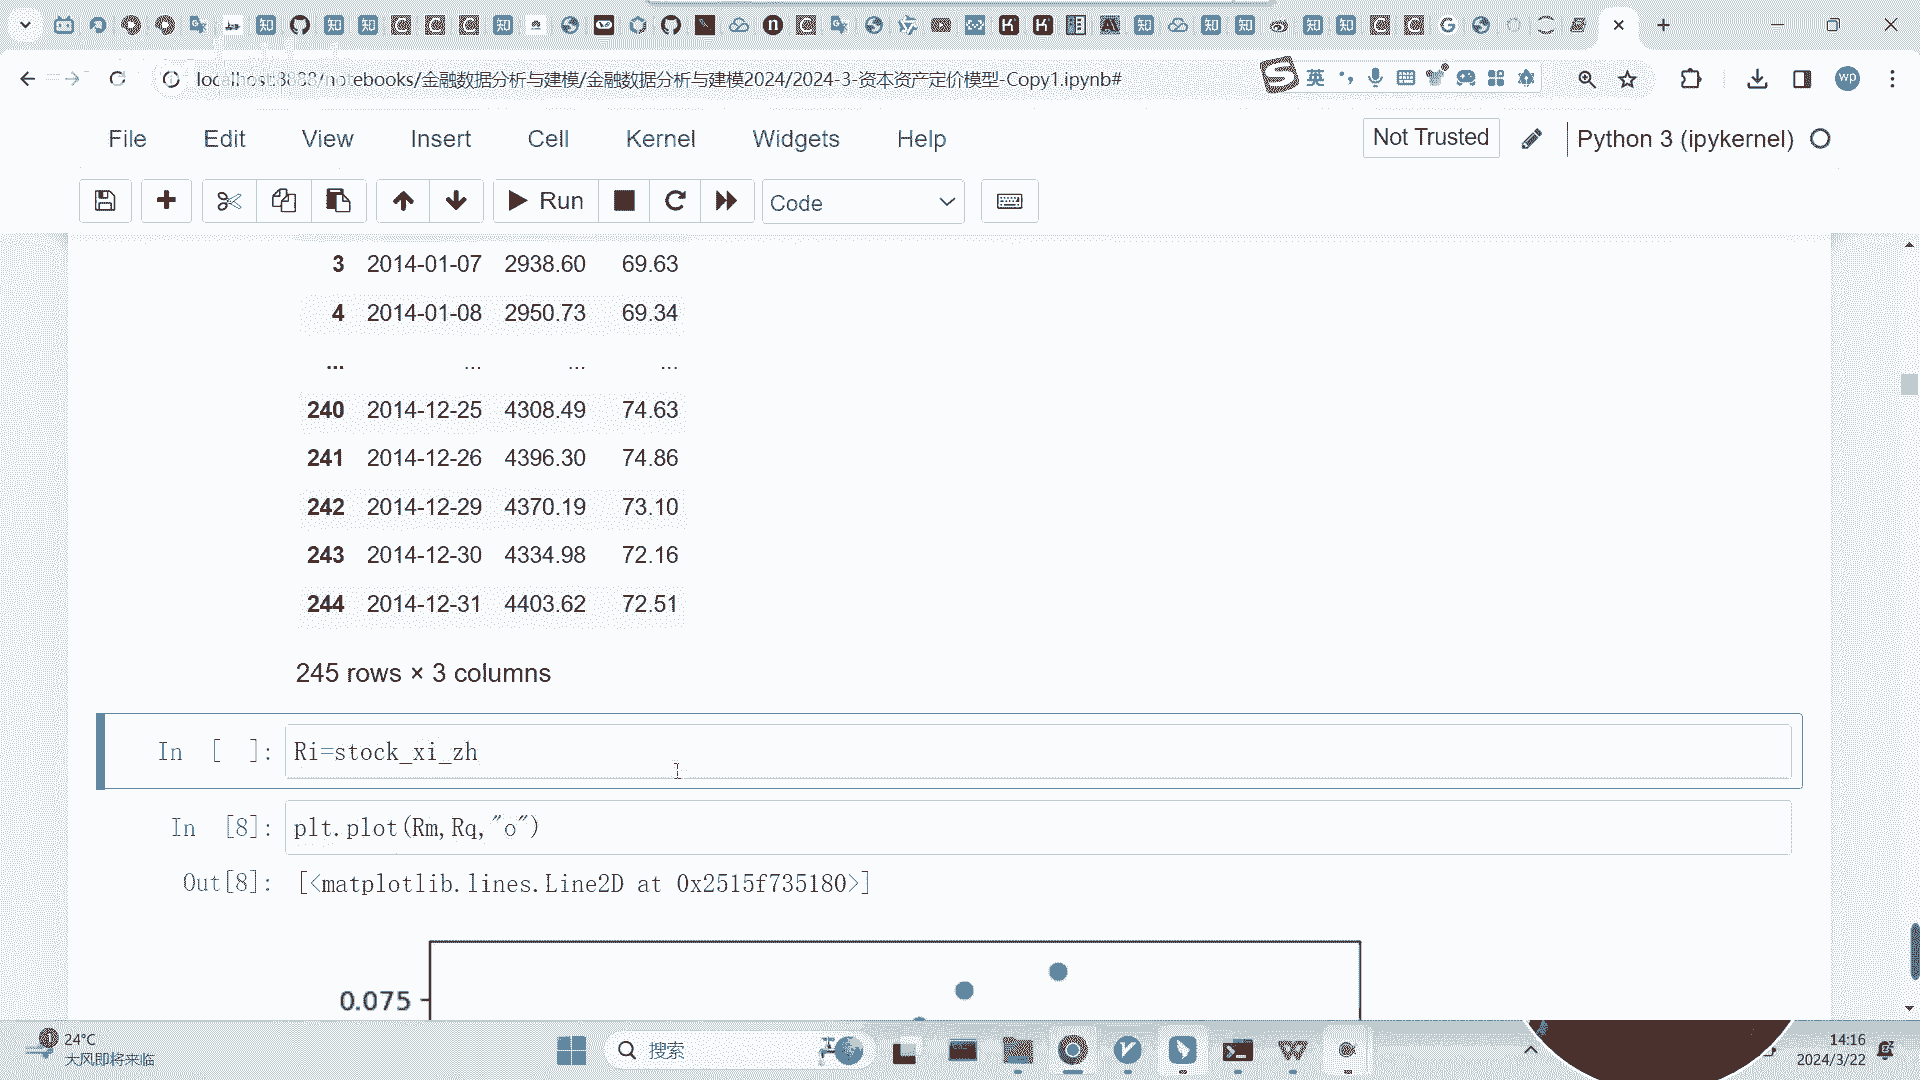 localhost:8888/notebooks/金融数据分析与建模/金融数据分析与建模2024/2024-3-资本资产定价模型-Copy1.ipynb#
英
wp
File Edit View Insert Cell Kernel Widgets Help
Not Trusted
Python 3 (ipykernel)
Run
Code
3 2014-01-07 2938.60 69.63
4 2014-01-08 2950.73 69.34
... ... ... ...
240 2014-12-25 4308.49 74.63
241 2014-12-26 4396.30 74.86
242 2014-12-29 4370.19 73.10
243 2014-12-30 4334.98 72.16
244 2014-12-31 4403.62 72.51
245 rows × 3 columns
In [ ]: Ri=stock_xi_zh
In [8]: plt.plot(Rm,Rq,"o")
Out[8]: [<matplotlib.lines.Line2D at 0x2515f735180>]
0.075
24°C
大风即将来临
搜索
14:16
2024/3/22